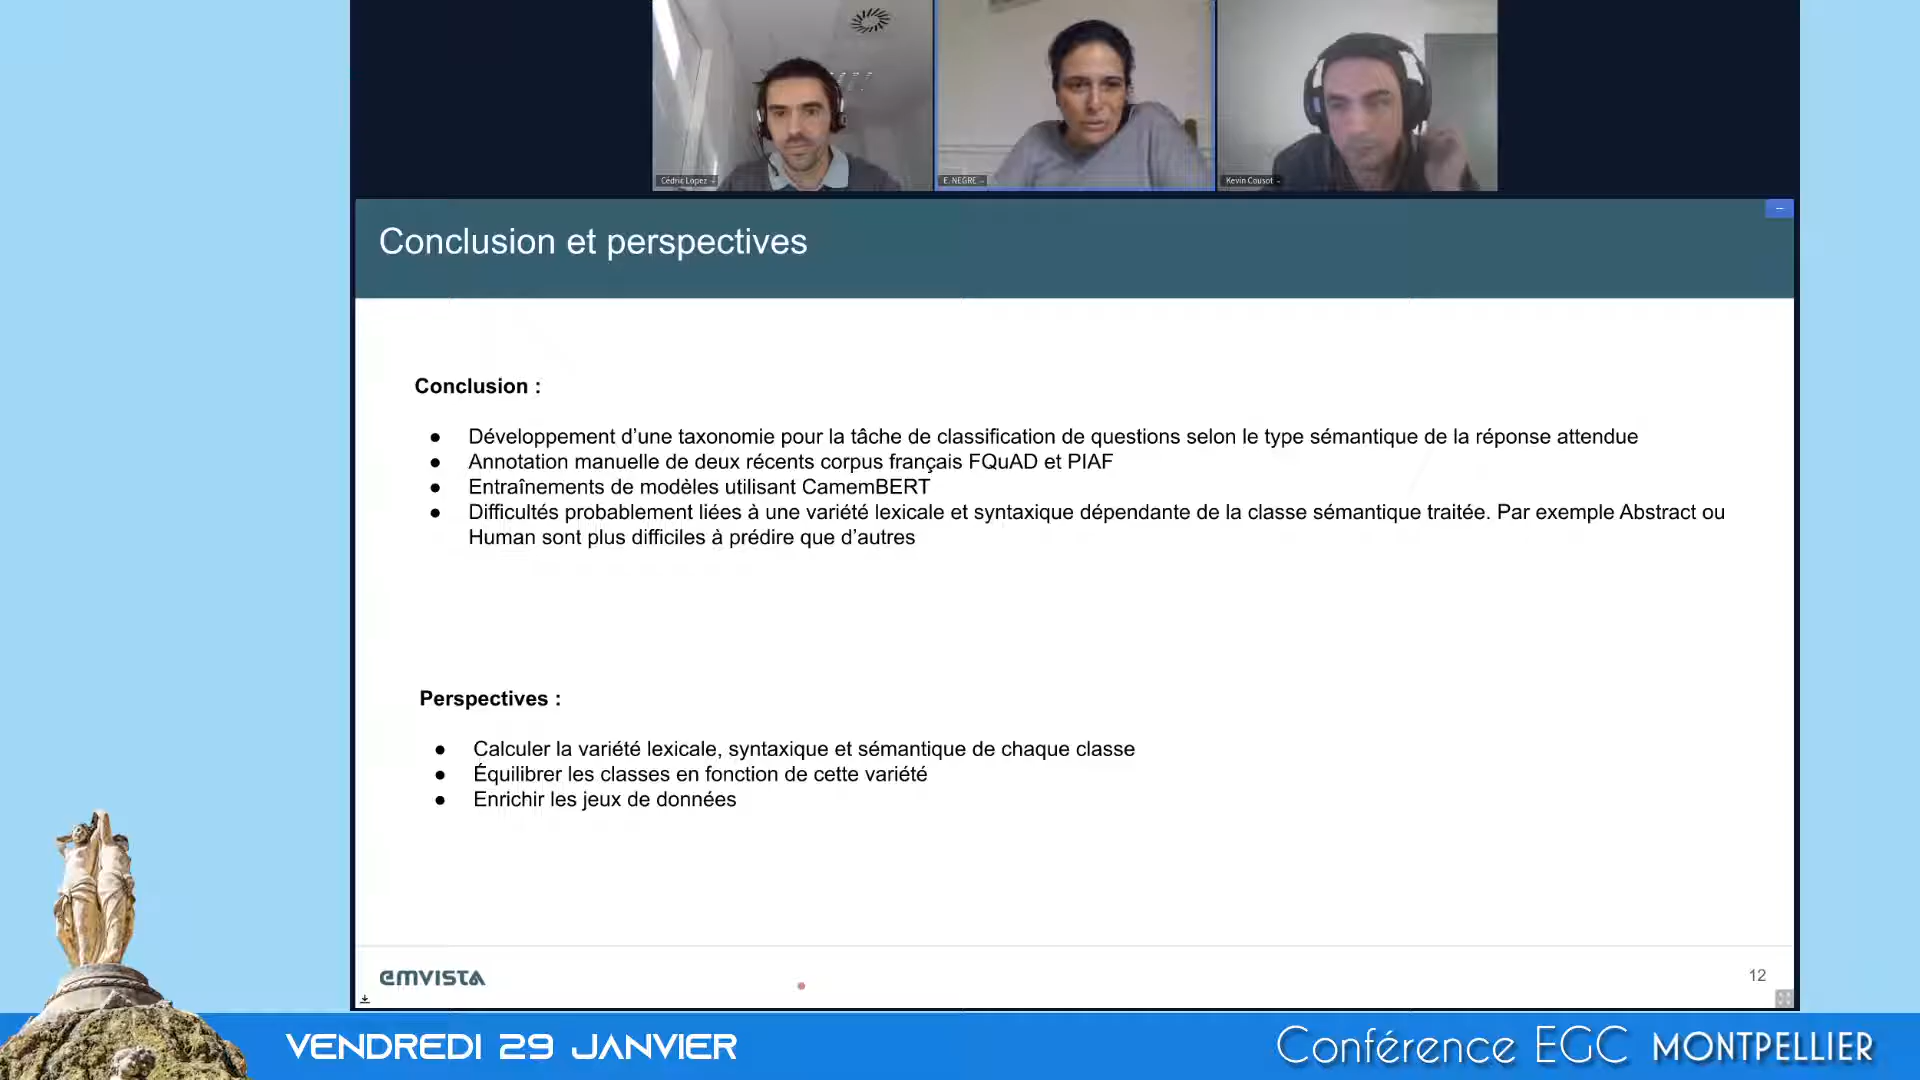 Cédric Lopez
E. NEGRE
Kevin Cousot
Conclusion et perspectives
Conclusion :
● Développement d’une taxonomie pour la tâche de classification de questions selon le type sémantique de la réponse attendue
● Annotation manuelle de deux récents corpus français FQuAD et PIAF
● Entraînements de modèles utilisant CamemBERT
● Difficultés probablement liées à une variété lexicale et syntaxique dépendante de la classe sémantique traitée. Par exemple Abstract ou
Human sont plus difficiles à prédire que d’autres
Perspectives :
● Calculer la variété lexicale, syntaxique et sémantique de chaque classe
● Équilibrer les classes en fonction de cette variété
● Enrichir les jeux de données
emvista
12
VENDREDI 29 JANVIER
Conférence EGC MONTPELLIER